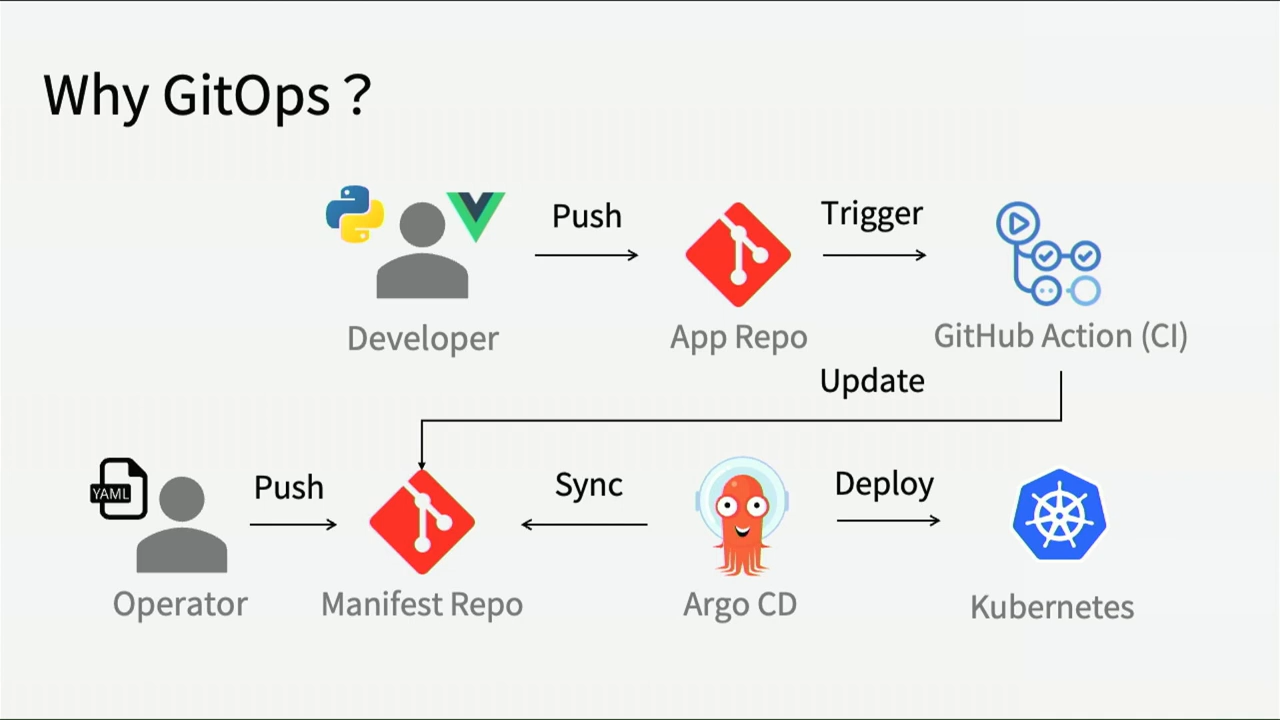 Why GitOps？
Push
Trigger
Developer
App Repo
GitHub Action (CI)
Update
YAML
Push
Sync
Deploy
Operator
Manifest Repo
Argo CD
Kubernetes